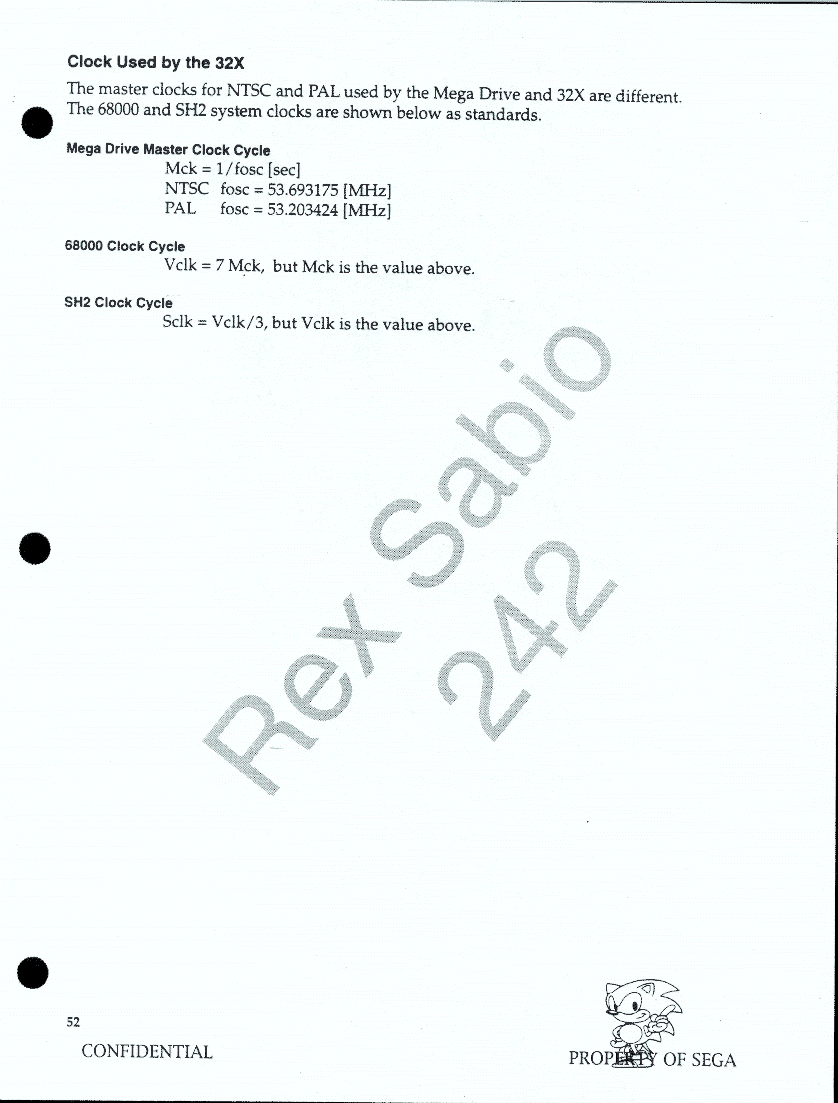 Clock Used by the 32X
The master clocks for NTSC and PAL used by the Mega Drive and 32X are different.
The 68000 and SH2 system clocks are shown below as standards.
Mega Drive Master Clock Cycle
Mck = 1/fosc [sec]
NTSC fosc = 53.693175 [MHz]
PAL fosc = 53.203424 [MHz]
68000 Clock Cycle
Vclk = 7 Mck, but Mck is the value above.
SH2 Clock Cycle
Sclk = Vclk/3, but Vclk is the value above.
Rex Sabio
242
52
CONFIDENTIAL
PROPERTY OF SEGA